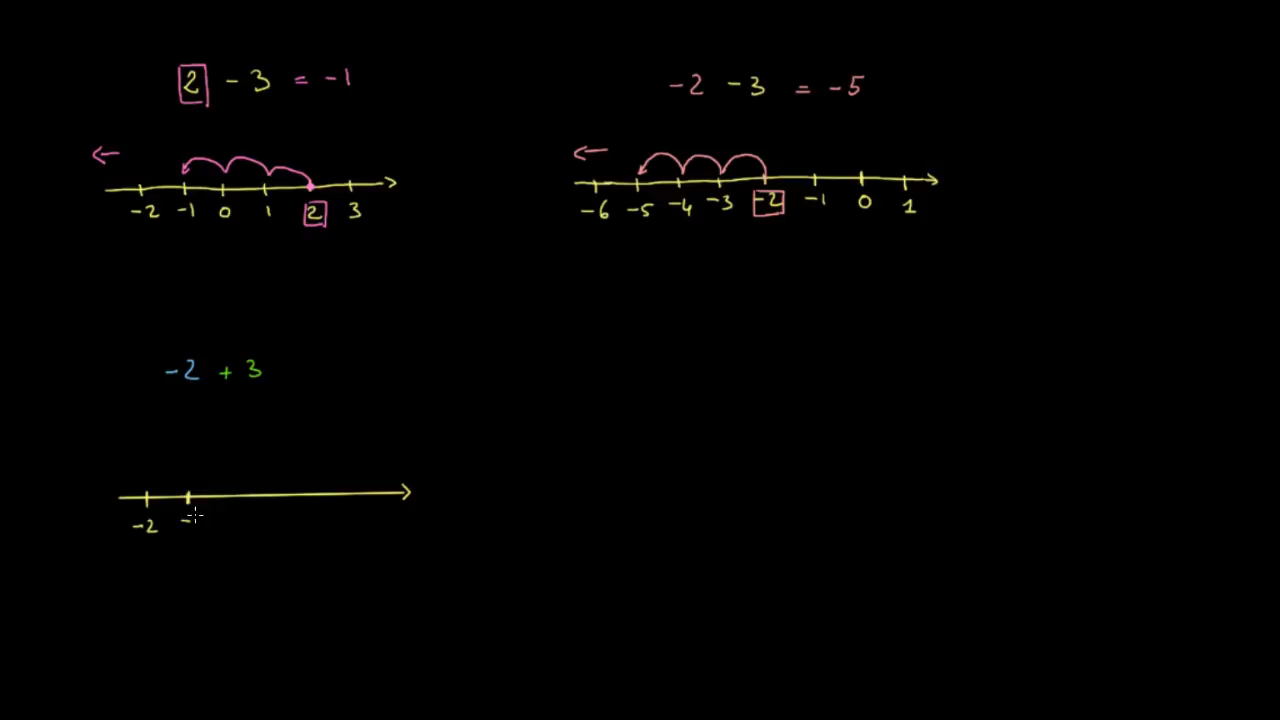 2 - 3 = -1
-2 -1 0 1 2 3
-2 -3 = -5
-6 -5 -4 -3 -2 -1 0 1
-2 + 3
-2 -